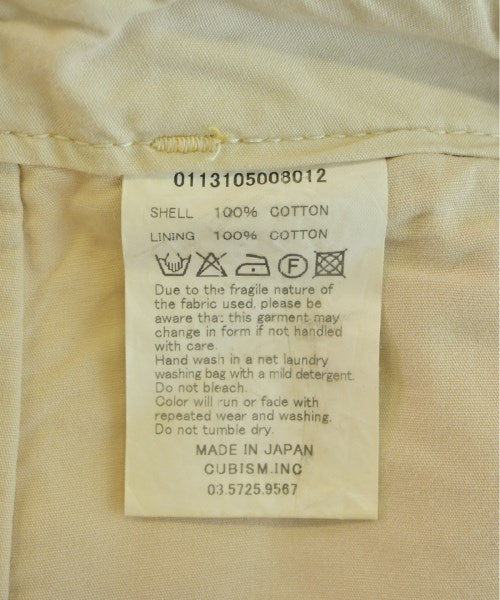 0113105008012
SHELL 100% COTTON
LINING 100% COTTON
F
Due to the fragile nature of
the fabric used, please be
aware that this garment may
change in form if not handled
with care.
Hand wash in a net laundry
washing bag with a mild detergent.
Do not bleach.
Color will run or fade with
repeated wear and washing.
Do not tumble dry.
MADE IN JAPAN
CUBISM.INC
03.5725.9567